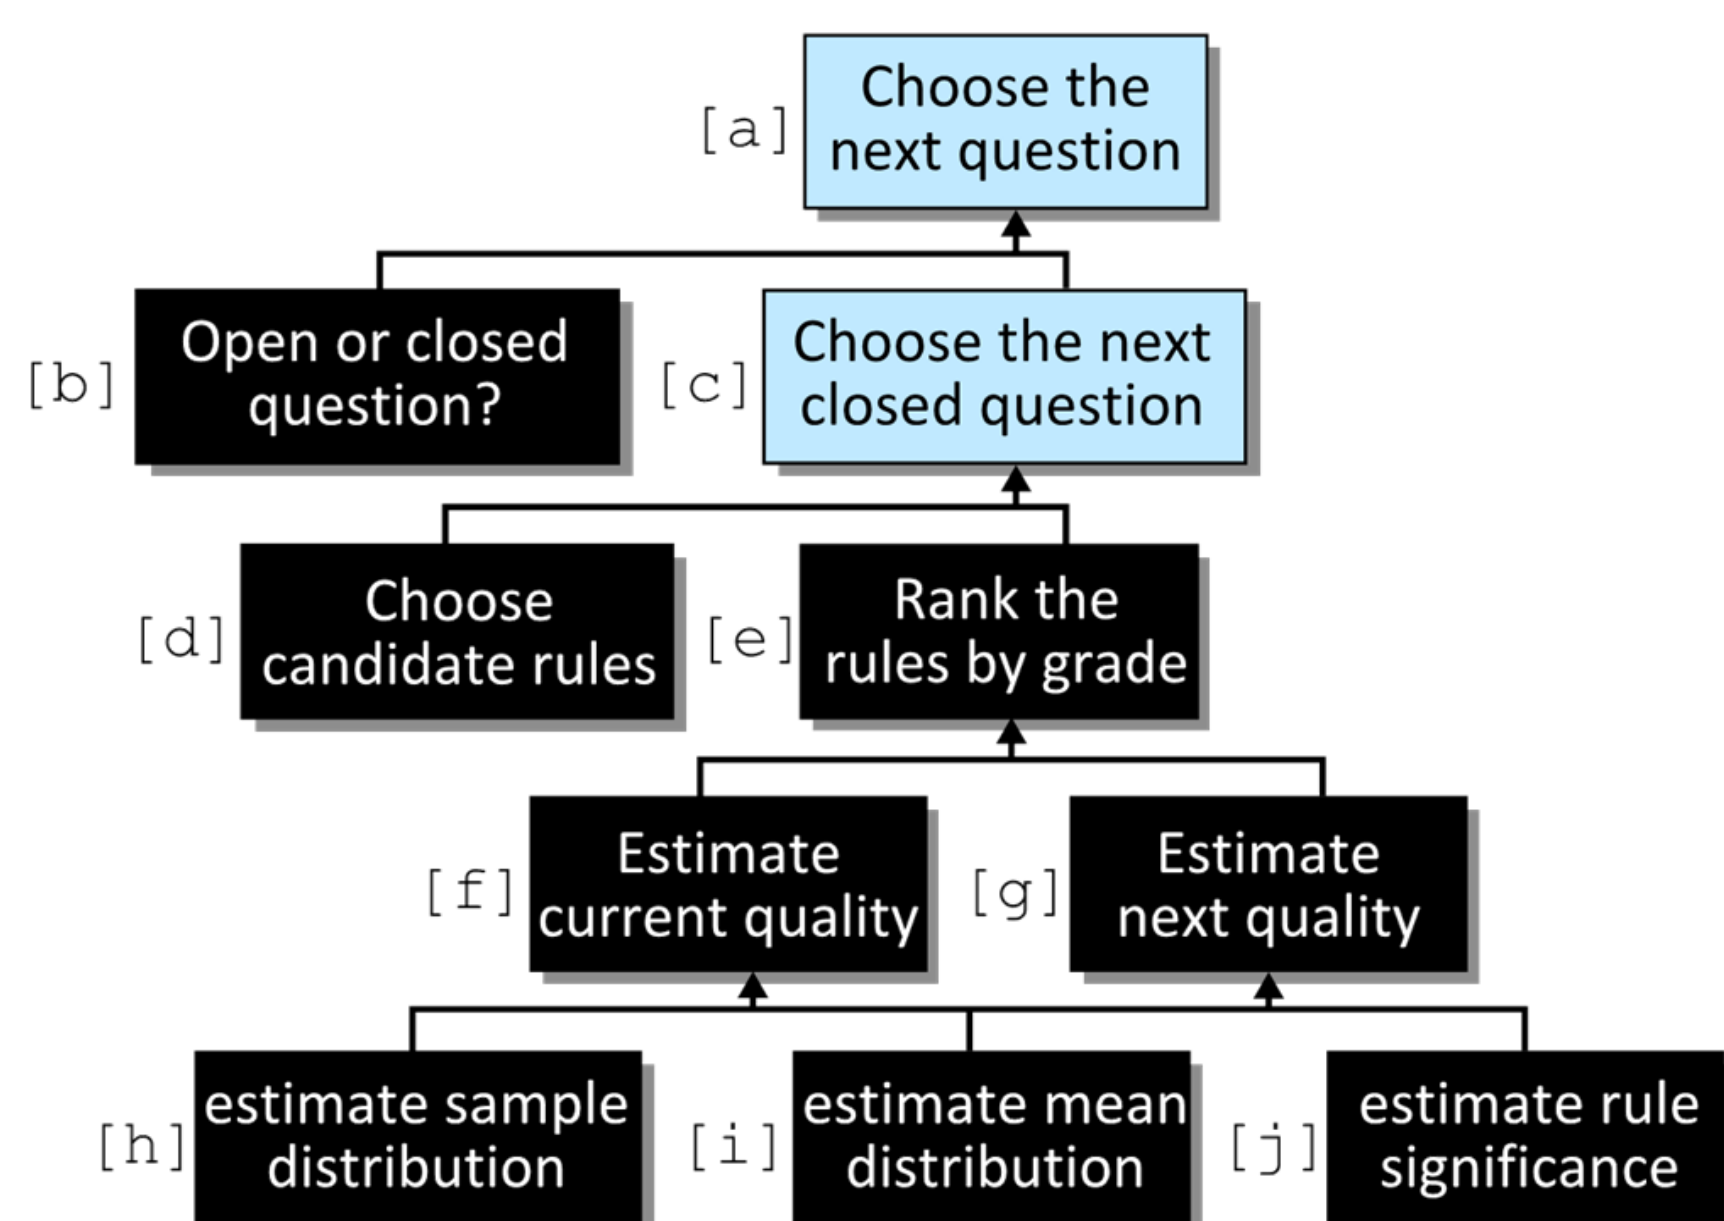 [a]
Choose the
next question
[b]
Open or closed
question?
[c]
Choose the next
closed question
[d]
Choose
candidate rules
[e]
Rank the
rules by grade
[f]
Estimate
current quality
[g]
Estimate
next quality
[h]
estimate sample
distribution
[i]
estimate mean
distribution
[j]
estimate rule
significance